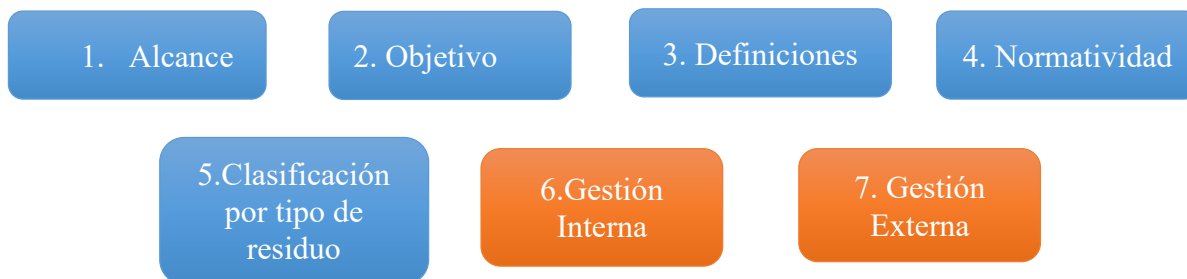 1. Alcance
2. Objetivo
3. Definiciones
4. Normatividad
5.Clasificación
por tipo de
residuo
6.Gestión
Interna
7. Gestión
Externa